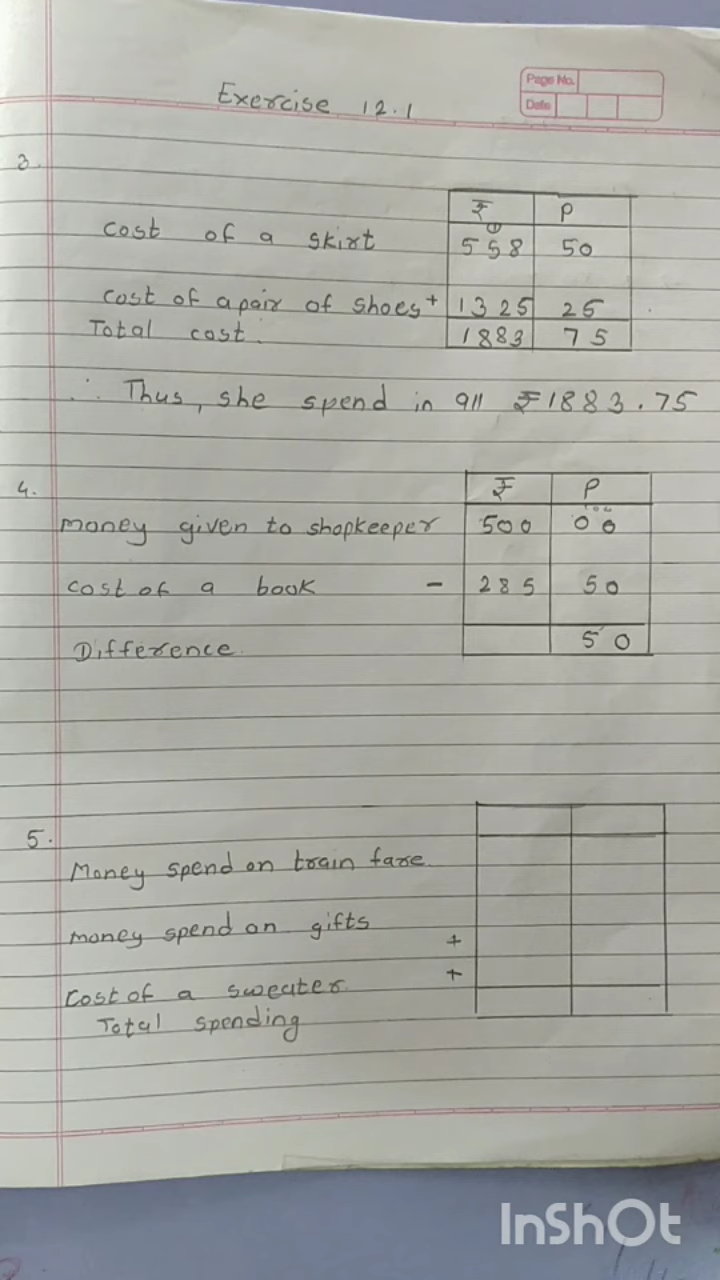 Exercise 12.1
Page No.
Date
3.
₹ P
1
Cost of a skirt 558 50
Cost of a pair of shoes + 1325 25
Total cost. 1883 75
∴ Thus, she spend in all ₹1883.75
4.
₹ P
100
money given to shopkeeper 500 00
cost of a book - 285 50
Difference. 50
5.
Money spend on train fare.
money spend on gifts +
Cost of a sweater. +
Total spending
InShOt